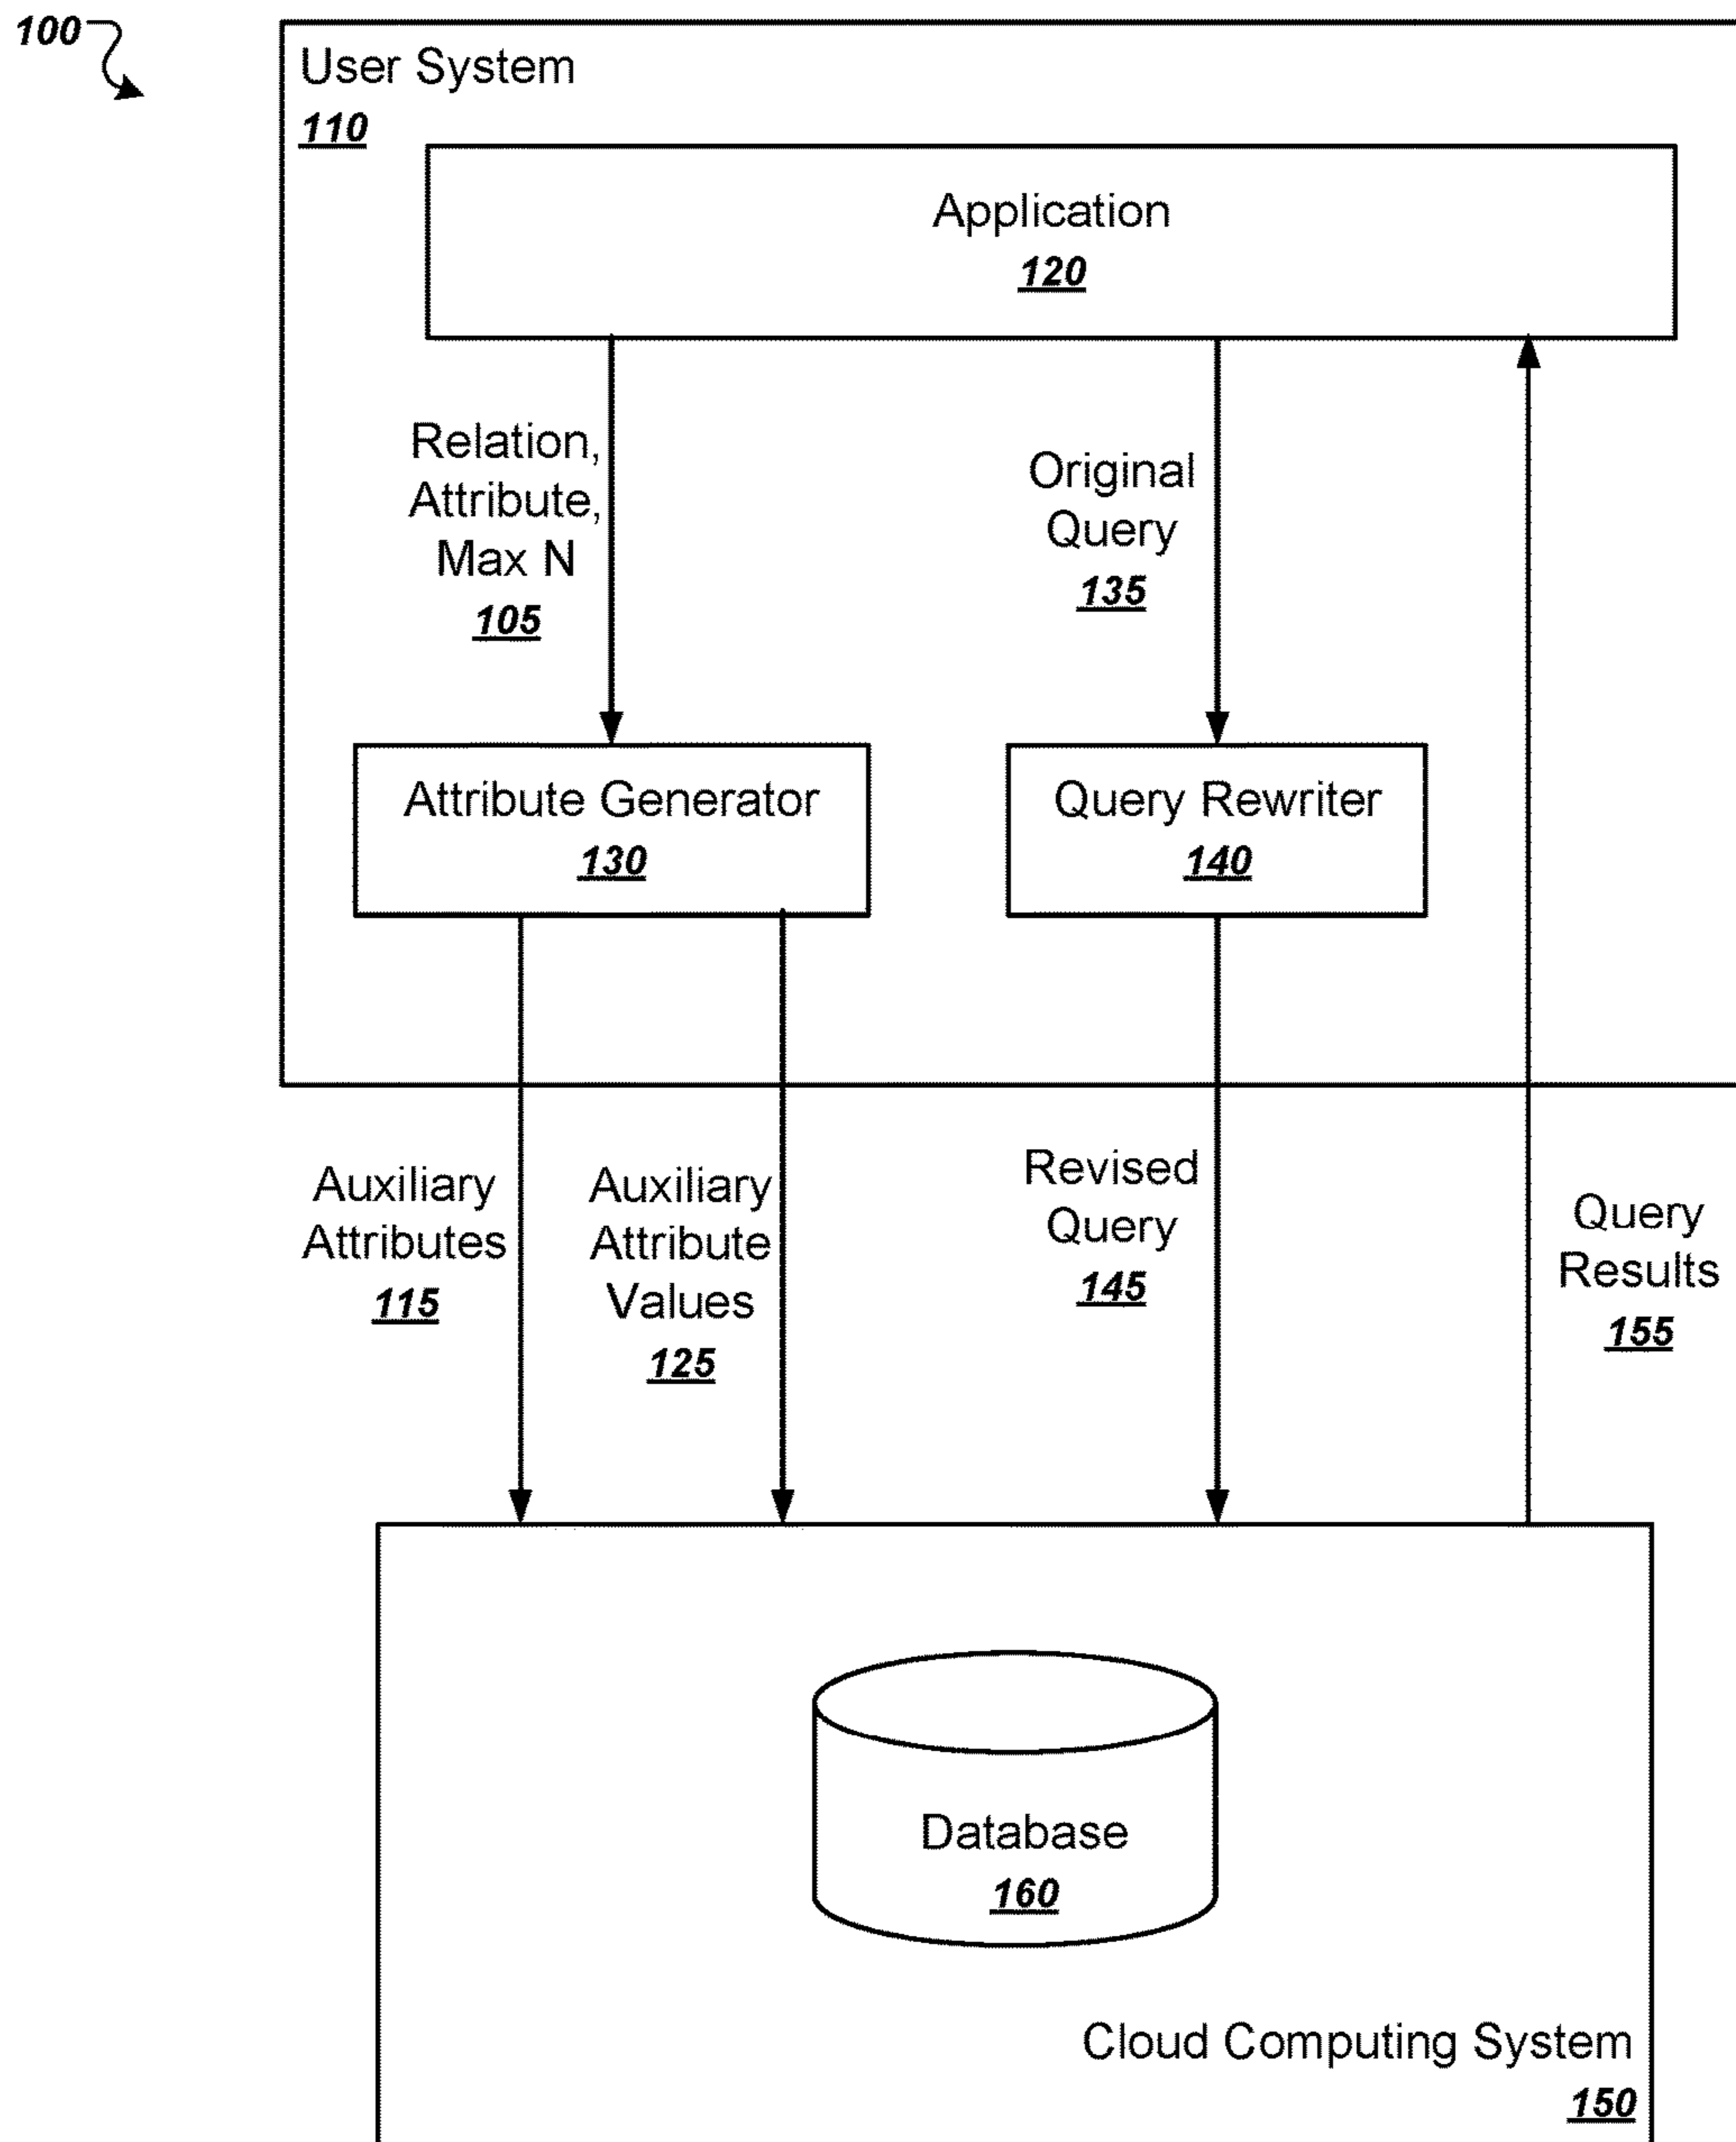 100
User System
110
Application
120
Relation,
Attribute,
Max N
105
Original
Query
135
Attribute Generator
130
Query Rewriter
140
Auxiliary
Attributes
115
Auxiliary
Attribute
Values
125
Revised
Query
145
Query
Results
155
Database
160
Cloud Computing System
150